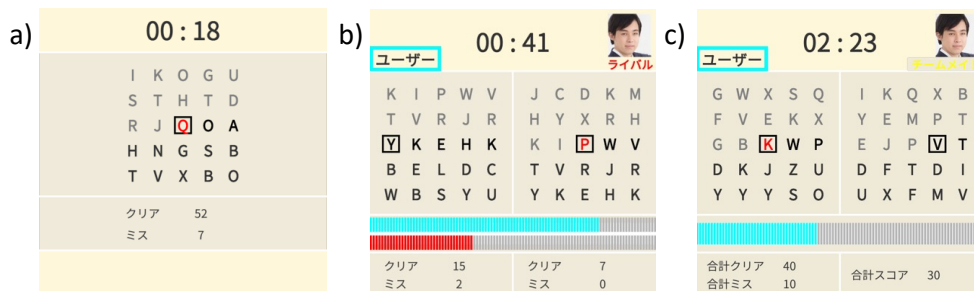 a)
00:18
I K O G U
S T H T D
R J Q O A
H N G S B
T V X B O
クリア 52
ミス 7
b)
ユーザー
00:41
ライバル
K I P W V
T V R J R
Y K E H K
B E L D C
W B S Y U
J C D K M
H Y X R H
K I P W V
T V R J R
Y K E H K
クリア 15
ミス 2
クリア 7
ミス 0
c)
ユーザー
02:23
チームメイト
G W X S Q
F V E K X
G B K W P
D K J Z U
Y Y Y S O
I K Q X B
Y E M P T
E J P V T
D F T D I
U X F M V
合計クリア 40
合計ミス 10
合計スコア 30